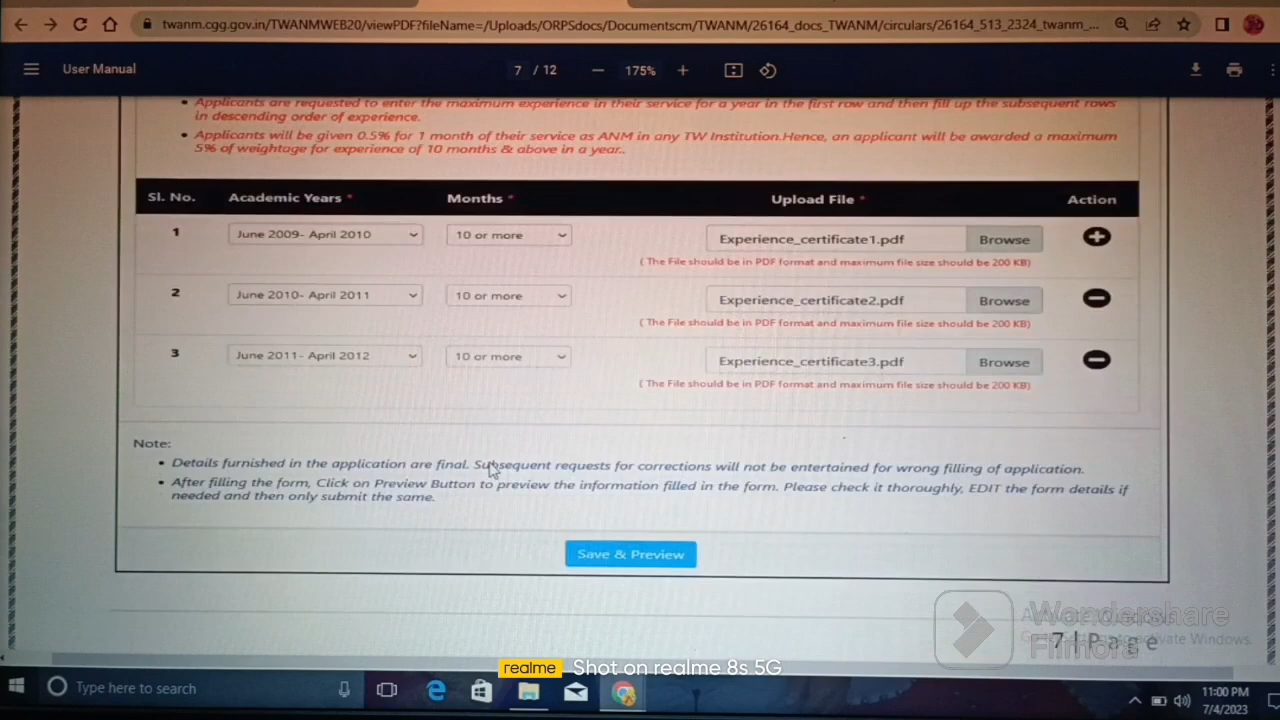 twanm.cgg.gov.in/TWANMWEB20/viewPDF?fileName=/Uploads/ORPSdocs/Documentscm/TWANM/26164_docs_TWANM/circulars/26164_513_2324_twanm_...
User Manual
7 / 12
175%
Applicants are requested to enter the maximum experience in their service for a year in the first row and then fill up the subsequent rows
in descending order of experience.
Applicants will be given 0.5% for 1 month of their service as ANM in any TW Institution.Hence, an applicant will be awarded a maximum
5% of weightage for experience of 10 months & above in a year..
Sl. No. Academic Years * Months * Upload File * Action
1 June 2009- April 2010 10 or more Experience_certificate1.pdf Browse
( The File should be in PDF format and maximum file size should be 200 KB)
2 June 2010- April 2011 10 or more Experience_certificate2.pdf Browse
( The File should be in PDF format and maximum file size should be 200 KB)
3 June 2011- April 2012 10 or more Experience_certificate3.pdf Browse
( The File should be in PDF format and maximum file size should be 200 KB)
Note:
Details furnished in the application are final. Subsequent requests for corrections will not be entertained for wrong filling of application.
After filling the form, Click on Preview Button to preview the information filled in the form. Please check it thoroughly, EDIT the form details if
needed and then only submit the same.
Save & Preview
Wondershare
Filmora
7 | P a g e
activate Windows.
realme Shot on realme 8s 5G
Type here to search
11:00 PM
7/4/2023